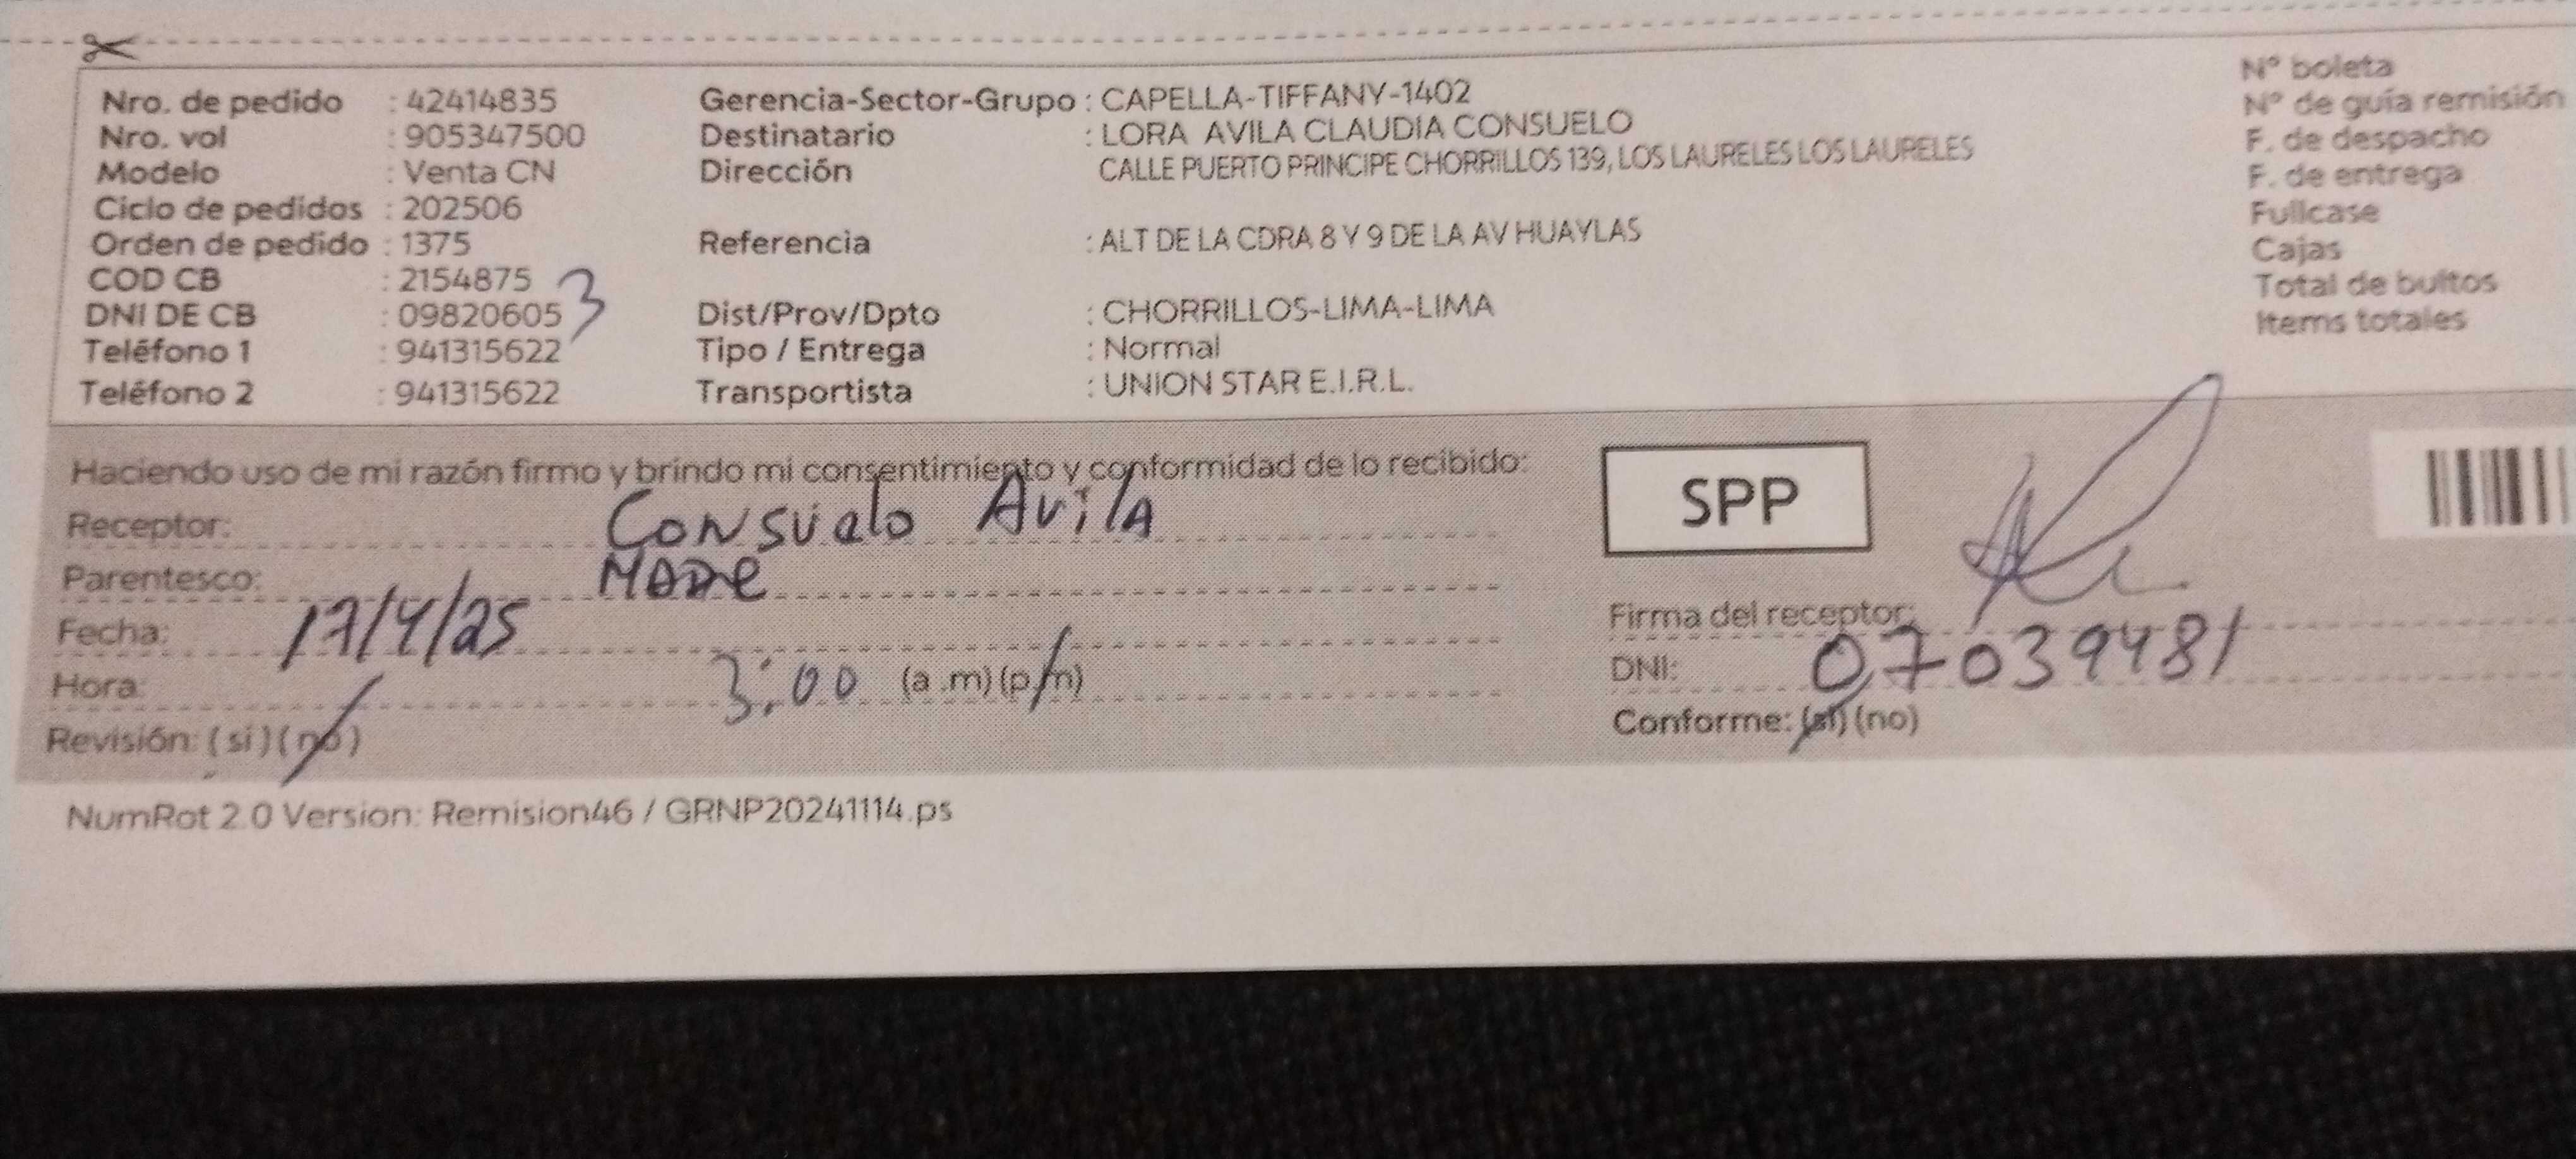 Nro. de pedido : 42414835 Gerencia-Sector-Grupo : CAPELLA-TIFFANY-1402 N° boleta
Nro. vol : 905347500 Destinatario : LORA AVILA CLAUDIA CONSUELO N° de guía remisión
Modelo : Venta CN Dirección CALLE PUERTO PRINCIPE CHORRILLOS 139, LOS LAURELES LOS LAURELES F. de despacho
Ciclo de pedidos : 202506 F. de entrega
Orden de pedido : 1375 Referencia : ALT DE LA CDRA 8 Y 9 DE LA AV HUAYLAS Fullcase
COD CB : 2154875 Cajas
3
DNI DE CB : 09820605 Dist/Prov/Dpto : CHORRILLOS-LIMA-LIMA Total de bultos
Teléfono 1 : 941315622 Tipo / Entrega : Normal Items totales
Teléfono 2 : 941315622 Transportista : UNION STAR E.I.R.L.
Haciendo uso de mi razón firmo y brindo mi consentimiento y conformidad de lo recibido:
SPP
Receptor: Consuelo Avila
Parentesco: MADRe
Fecha: 17/4/25 Firma del receptor:
Hora: 3:00 (a .m) (p.m) DNI: 07039481
Revisión: ( si ) ( no ) Conforme: (si) (no)
NumRot 2.0 Version: Remision46 / GRNP20241114.ps